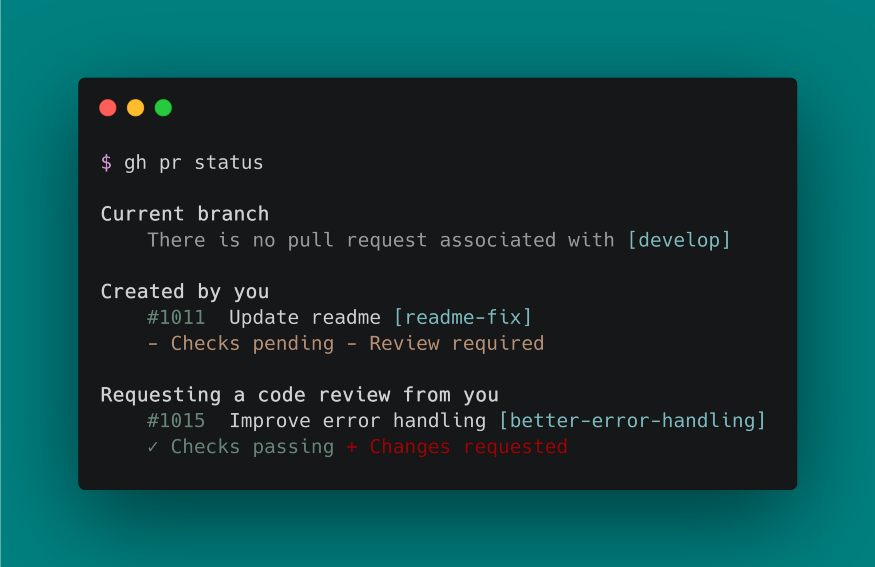 $ gh pr status
Current branch
There is no pull request associated with [develop]
Created by you
#1011 Update readme [readme-fix]
- Checks pending - Review required
Requesting a code review from you
#1015 Improve error handling [better-error-handling]
✓ Checks passing + Changes requested